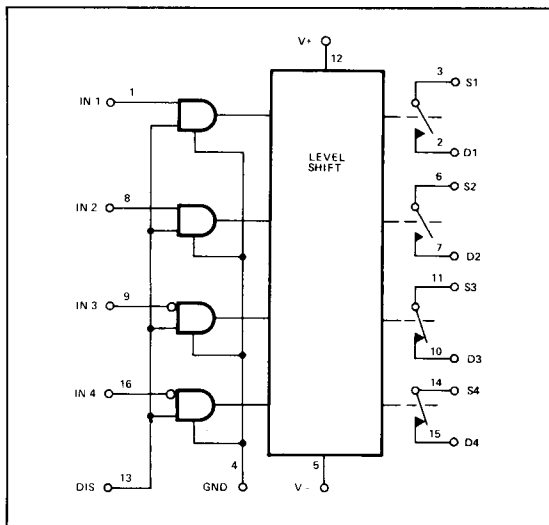 V+
12
IN 1
1
3
S1
2
D1
LEVEL
SHIFT
IN 2
8
6
S2
7
D2
IN 3
9
11
S3
10
D3
IN 4
16
14
S4
15
D4
DIS
13
4
GND
5
V-